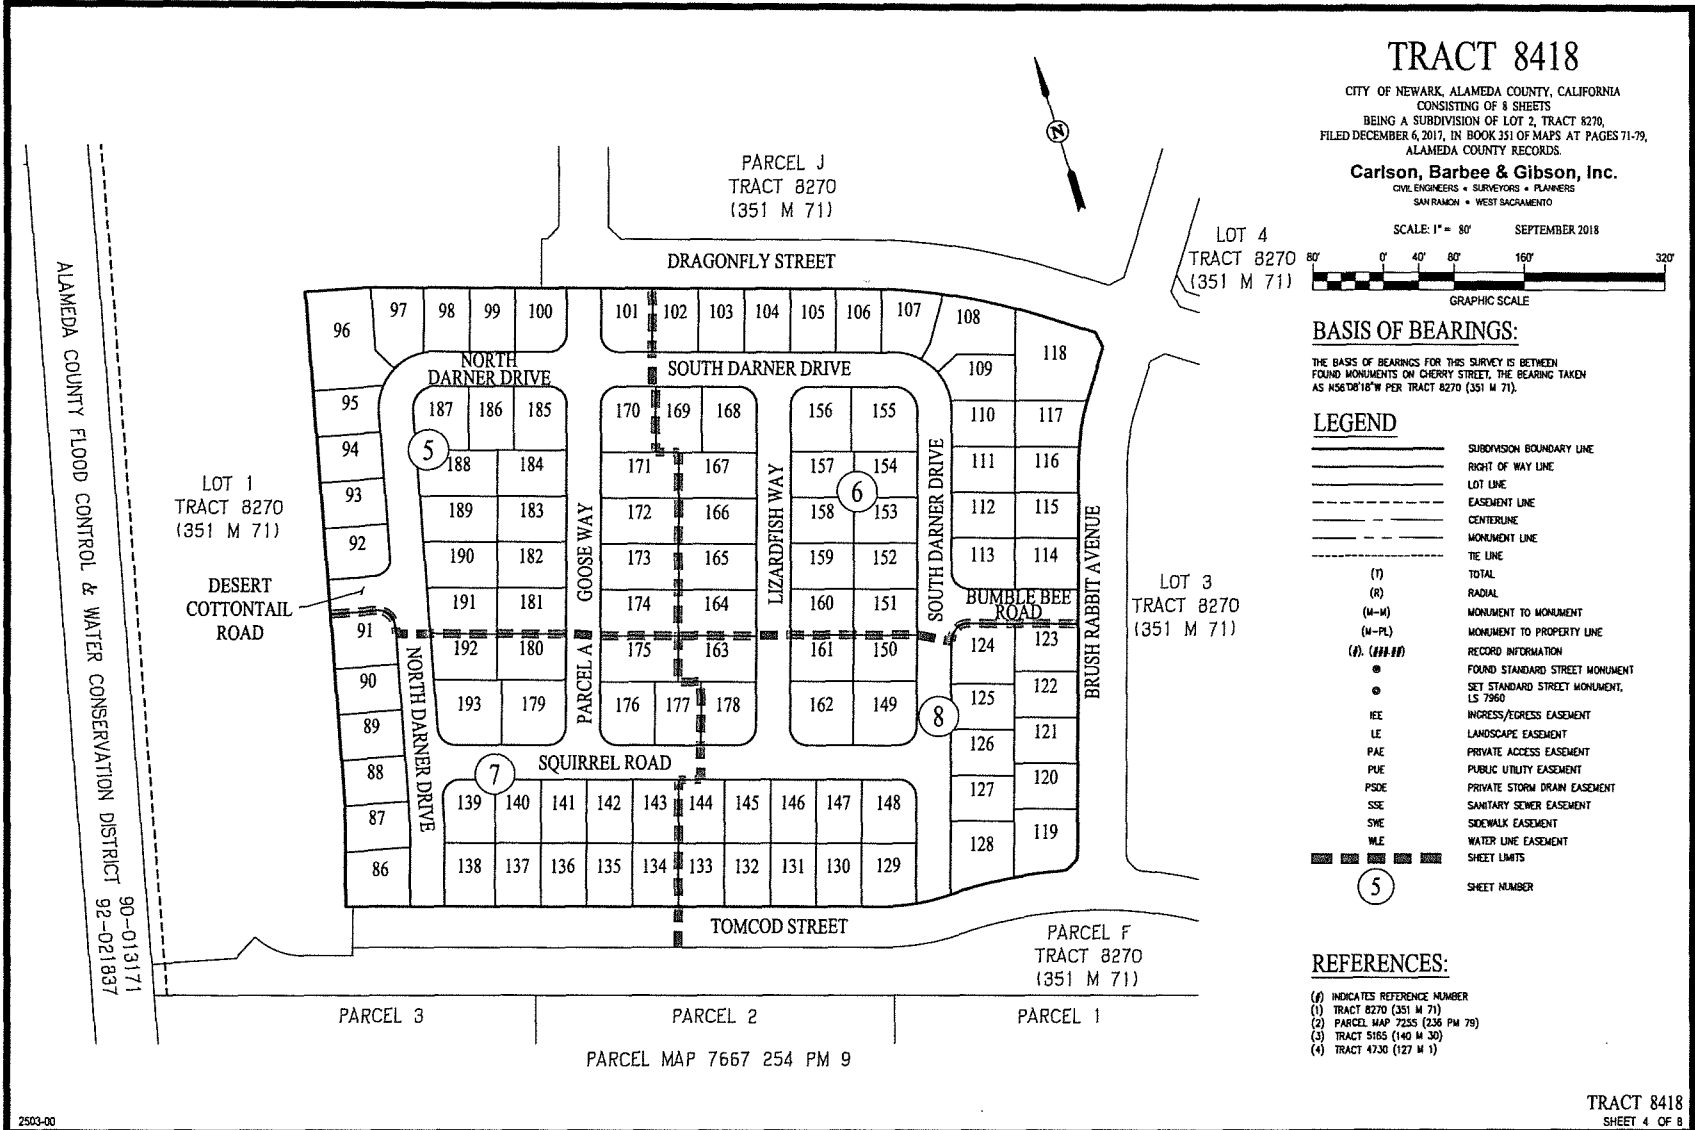 TRACT 8418
CITY OF NEWARK, ALAMEDA COUNTY, CALIFORNIA
CONSISTING OF 8 SHEETS
BEING A SUBDIVISION OF LOT 2, TRACT 8270,
FILED DECEMBER 6, 2017, IN BOOK 351 OF MAPS AT PAGES 71-79,
ALAMEDA COUNTY RECORDS.
Carlson, Barbee & Gibson, Inc.
CIVIL ENGINEERS • SURVEYORS • PLANNERS
SAN RAMON • WEST SACRAMENTO
SCALE: 1" = 80' SEPTEMBER 2018
80' 0' 40' 80' 160' 320'
GRAPHIC SCALE
BASIS OF BEARINGS:
THE BASIS OF BEARINGS FOR THIS SURVEY IS BETWEEN
FOUND MONUMENTS ON CHERRY STREET, THE BEARING TAKEN
AS N56°08'18"W PER TRACT 8270 (351 M 71).
LEGEND
SUBDIVISION BOUNDARY LINE
RIGHT OF WAY LINE
LOT LINE
EASEMENT LINE
CENTERLINE
MONUMENT LINE
TIE LINE
(T) TOTAL
(R) RADIAL
(M-M) MONUMENT TO MONUMENT
(M-PL) MONUMENT TO PROPERTY LINE
(#), (###-##) RECORD INFORMATION
FOUND STANDARD STREET MONUMENT
SET STANDARD STREET MONUMENT,
LS 7960
IEE INGRESS/EGRESS EASEMENT
LE LANDSCAPE EASEMENT
PAE PRIVATE ACCESS EASEMENT
PUE PUBLIC UTILITY EASEMENT
PSDE PRIVATE STORM DRAIN EASEMENT
SSE SANITARY SEWER EASEMENT
SWE SIDEWALK EASEMENT
WLE WATER LINE EASEMENT
SHEET LIMITS
5 SHEET NUMBER
REFERENCES:
(#) INDICATES REFERENCE NUMBER
(1) TRACT 8270 (351 M 71)
(2) PARCEL MAP 7255 (236 PM 79)
(3) TRACT 5165 (140 M 30)
(4) TRACT 4730 (127 M 1)
TRACT 8418
SHEET 4 OF 8
2503-00
N
PARCEL J
TRACT 8270
(351 M 71)
LOT 4
TRACT 8270
(351 M 71)
DRAGONFLY STREET
96 97 98 99 100 101 102 103 104 105 106 107 108
118
NORTH
DARNER DRIVE
SOUTH DARNER DRIVE
109
95 187 186 185 170 169 168 156 155 110 117
94 5 188 184 171 167 157 154 111 116
6
93 189 183 172 166 158 153 112 115
92 190 182 173 165 159 152 113 114
191 181 174 164 160 151
BUMBLE BEE
ROAD
91 192 180 175 163 161 150 124 123
90 193 179 176 177 178 162 149 125 122
89 8 126 121
88 7 127 120
SQUIRREL ROAD
139 140 141 142 143 144 145 146 147 148
87 128 119
86 138 137 136 135 134 133 132 131 130 129
GOOSE WAY
PARCEL A
LIZARDFISH WAY
SOUTH DARNER DRIVE
NORTH DARNER DRIVE
BRUSH RABBIT AVENUE
TOMCOD STREET
LOT 1
TRACT 8270
(351 M 71)
DESERT
COTTONTAIL
ROAD
LOT 3
TRACT 8270
(351 M 71)
PARCEL F
TRACT 8270
(351 M 71)
ALAMEDA COUNTY FLOOD CONTROL & WATER CONSERVATION DISTRICT
90-013171
92-021837
PARCEL 3
PARCEL 2
PARCEL 1
PARCEL MAP 7667 254 PM 9